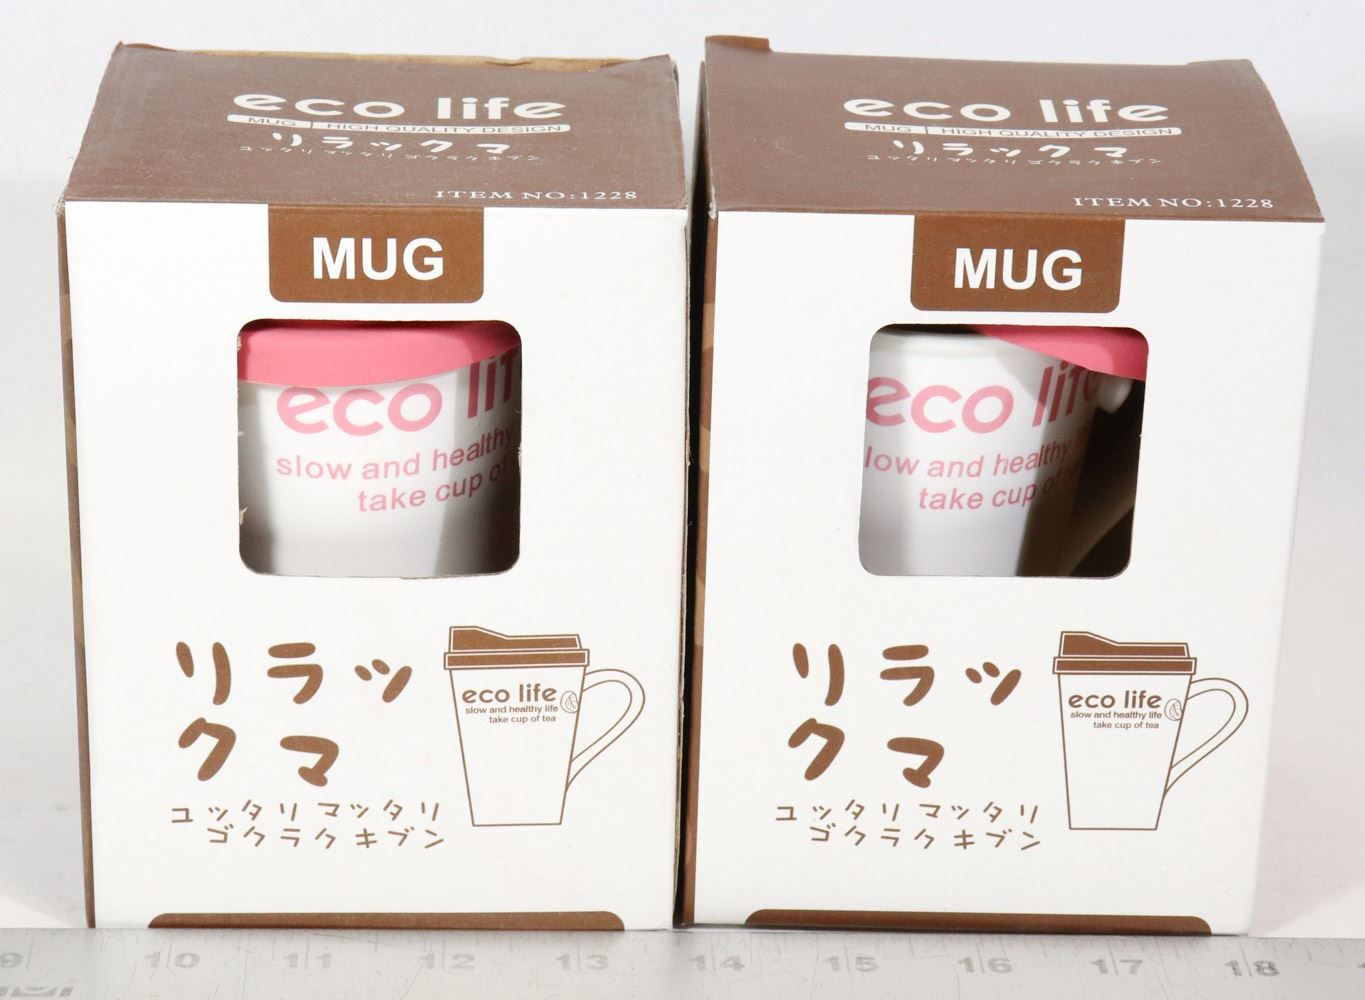 eco life
MUG HIGH QUALITY DESIGN
リラックマ
ユッタリマッタリゴクラクキブン
ITEM NO:1228
MUG
eco lif
slow and healthy
take cup of
リラッ
クマ
ユッタリマッタリ
ゴクラクキブン
eco life
slow and healthy life
take cup of tea
eco life
MUG HIGH QUALITY DESIGN
リラックマ
ユッタリマッタリゴクラクキブン
ITEM NO:1228
MUG
eco life
low and healthy
take cup of
リラッ
クマ
ユッタリマッタリ
ゴクラクキブン
eco life
slow and healthy life
take cup of tea
9 10 11 12 13 14 15 16 17 18